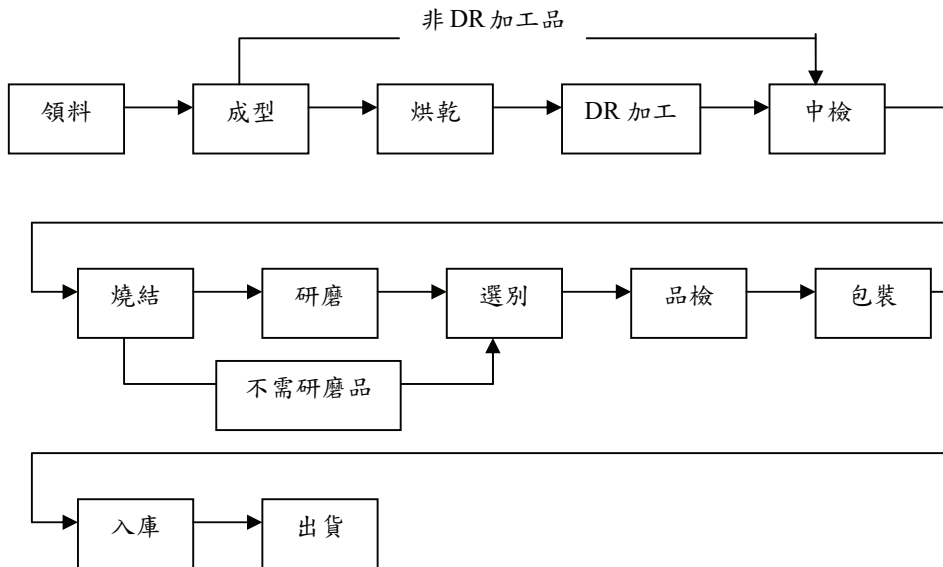 非 DR 加工品
領料
成型
烘乾
DR 加工
中檢
燒結
研磨
選別
品檢
包裝
不需研磨品
入庫
出貨